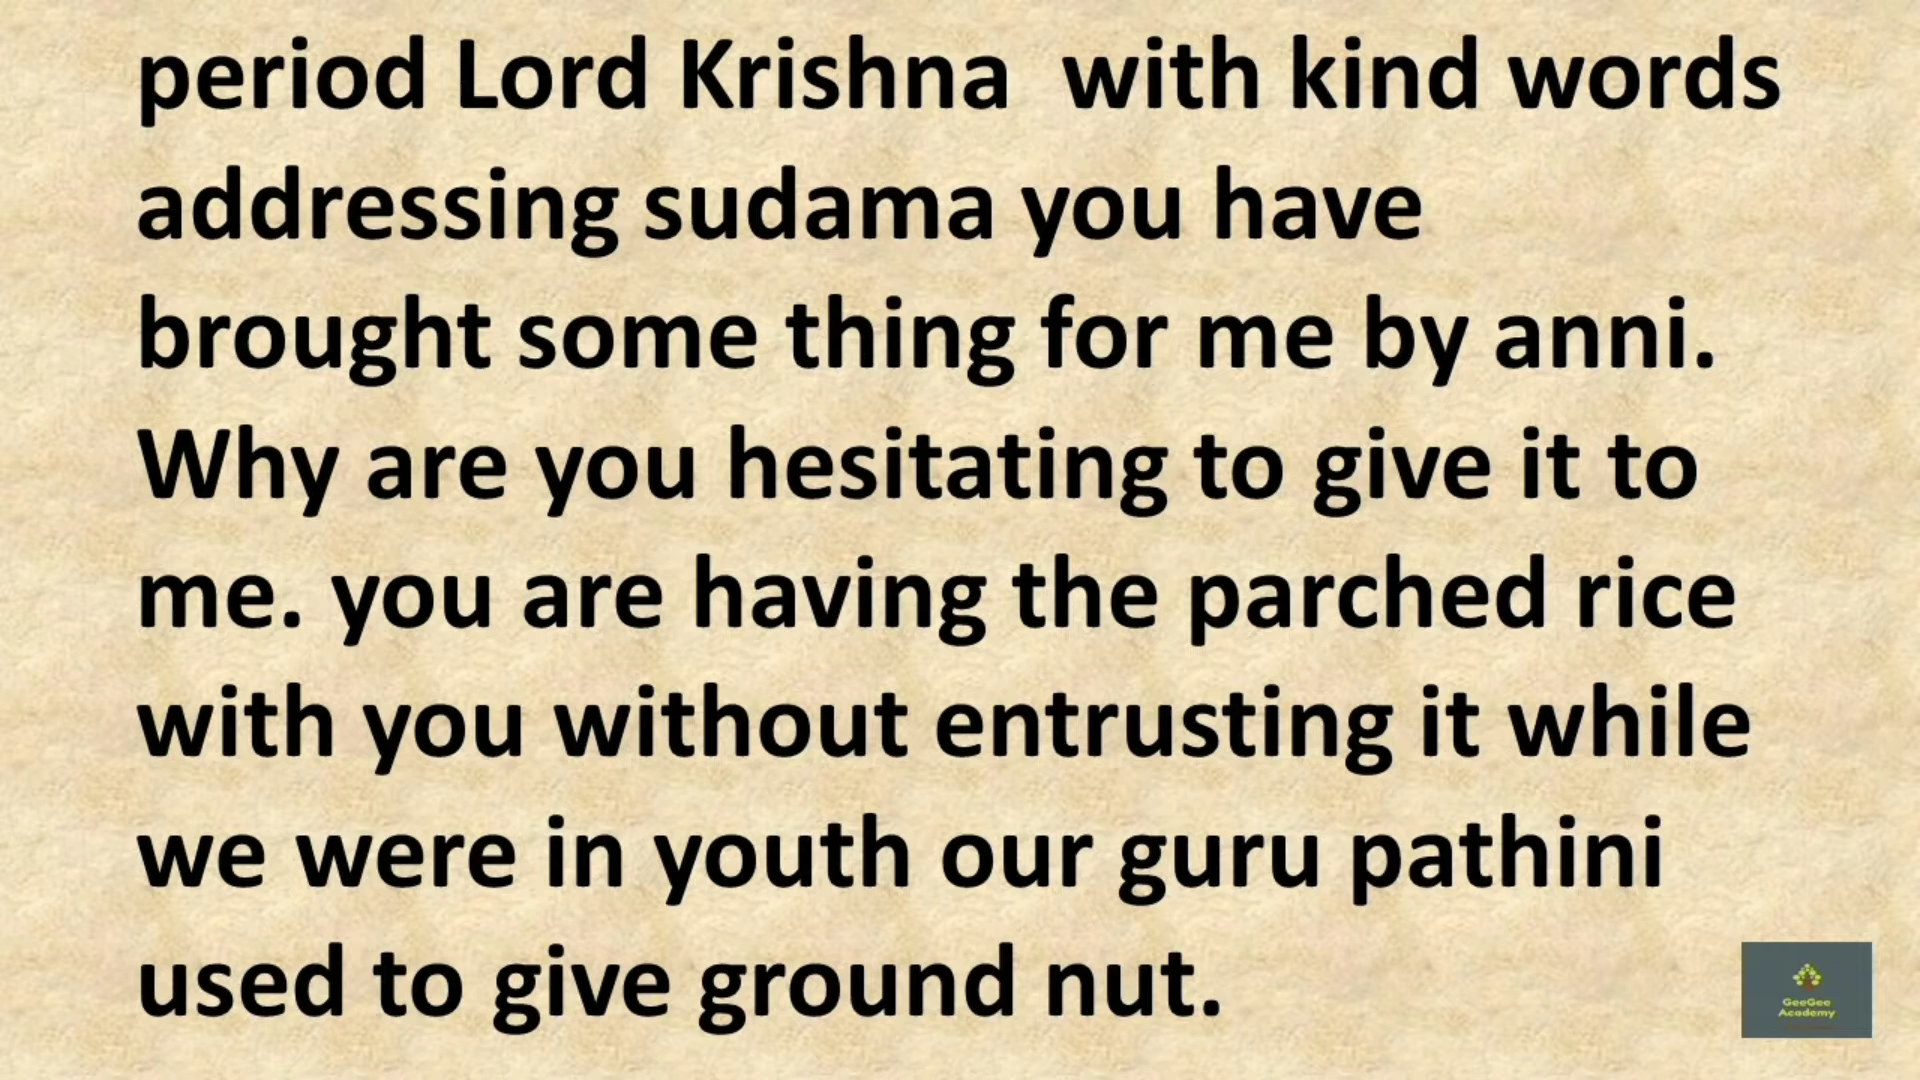 period Lord Krishna with kind words
addressing sudama you have
brought some thing for me by anni.
Why are you hesitating to give it to
me. you are having the parched rice
with you without entrusting it while
we were in youth our guru pathini
used to give ground nut.
GeeGee
Academy